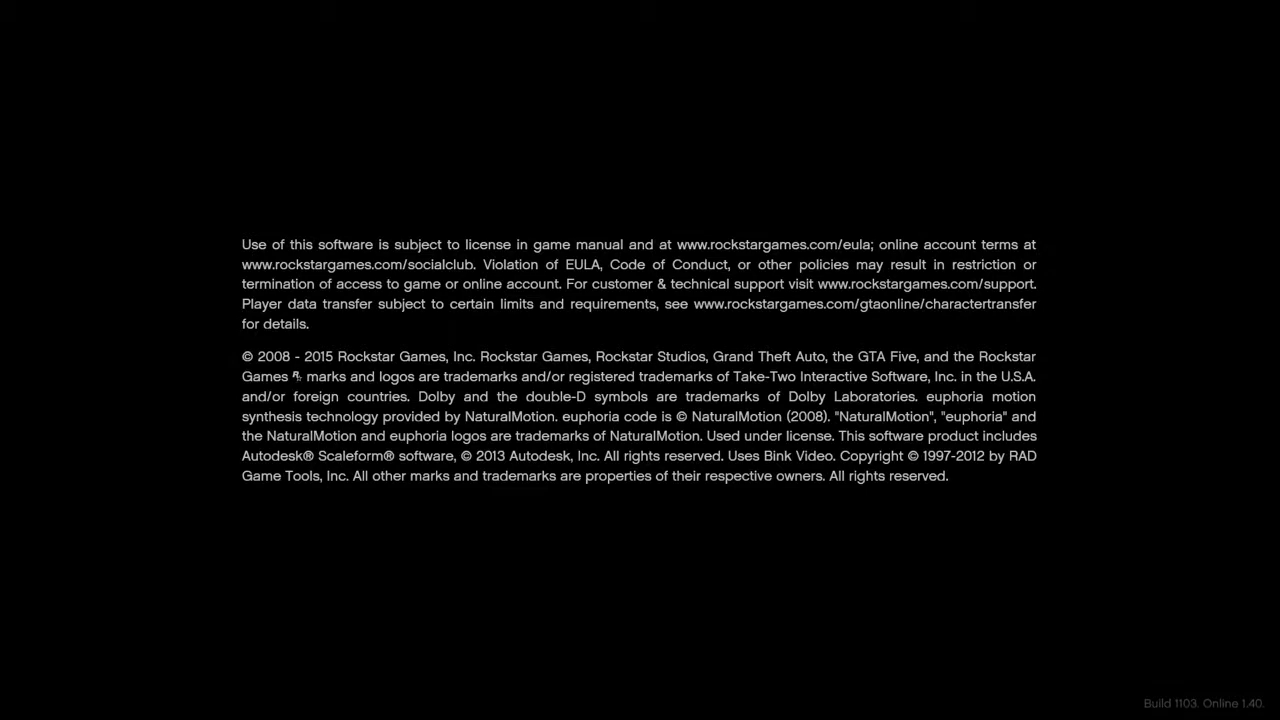 Use of this software is subject to license in game manual and at www.rockstargames.com/eula; online account terms at
www.rockstargames.com/socialclub. Violation of EULA, Code of Conduct, or other policies may result in restriction or
termination of access to game or online account. For customer & technical support visit www.rockstargames.com/support.
Player data transfer subject to certain limits and requirements, see www.rockstargames.com/gtaonline/charactertransfer
for details.
© 2008 - 2015 Rockstar Games, Inc. Rockstar Games, Rockstar Studios, Grand Theft Auto, the GTA Five, and the Rockstar
Games R* marks and logos are trademarks and/or registered trademarks of Take-Two Interactive Software, Inc. in the U.S.A.
and/or foreign countries. Dolby and the double-D symbols are trademarks of Dolby Laboratories. euphoria motion
synthesis technology provided by NaturalMotion. euphoria code is © NaturalMotion (2008). "NaturalMotion", "euphoria" and
the NaturalMotion and euphoria logos are trademarks of NaturalMotion. Used under license. This software product includes
Autodesk® Scaleform® software, © 2013 Autodesk, Inc. All rights reserved. Uses Bink Video. Copyright © 1997-2012 by RAD
Game Tools, Inc. All other marks and trademarks are properties of their respective owners. All rights reserved.
Build 1103. Online 1.40.